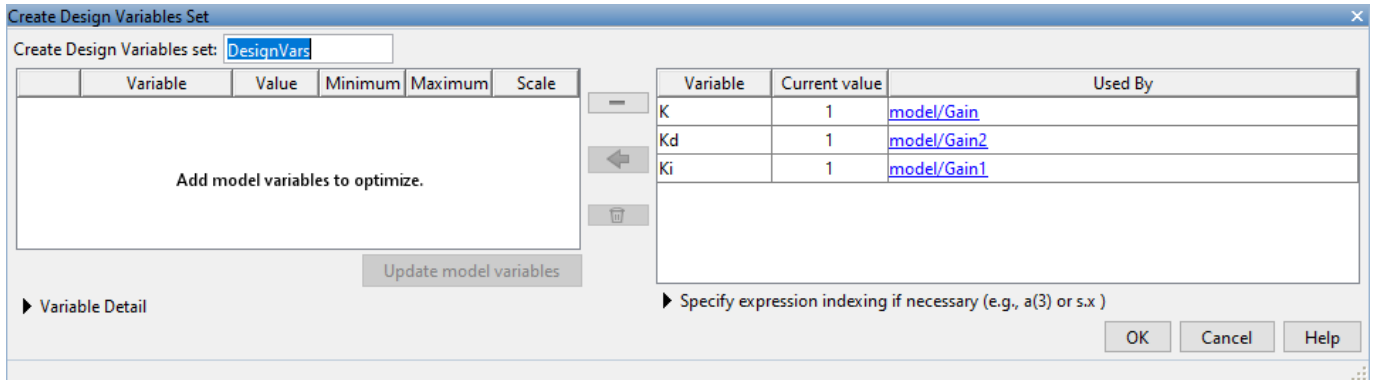 Create Design Variables Set
Create Design Variables set: DesignVars
Variable Value Minimum Maximum Scale
Add model variables to optimize.
Update model variables
Variable Detail
Variable Current value Used By
K 1 model/Gain
Kd 1 model/Gain2
Ki 1 model/Gain1
Specify expression indexing if necessary (e.g., a(3) or s.x )
OK Cancel Help